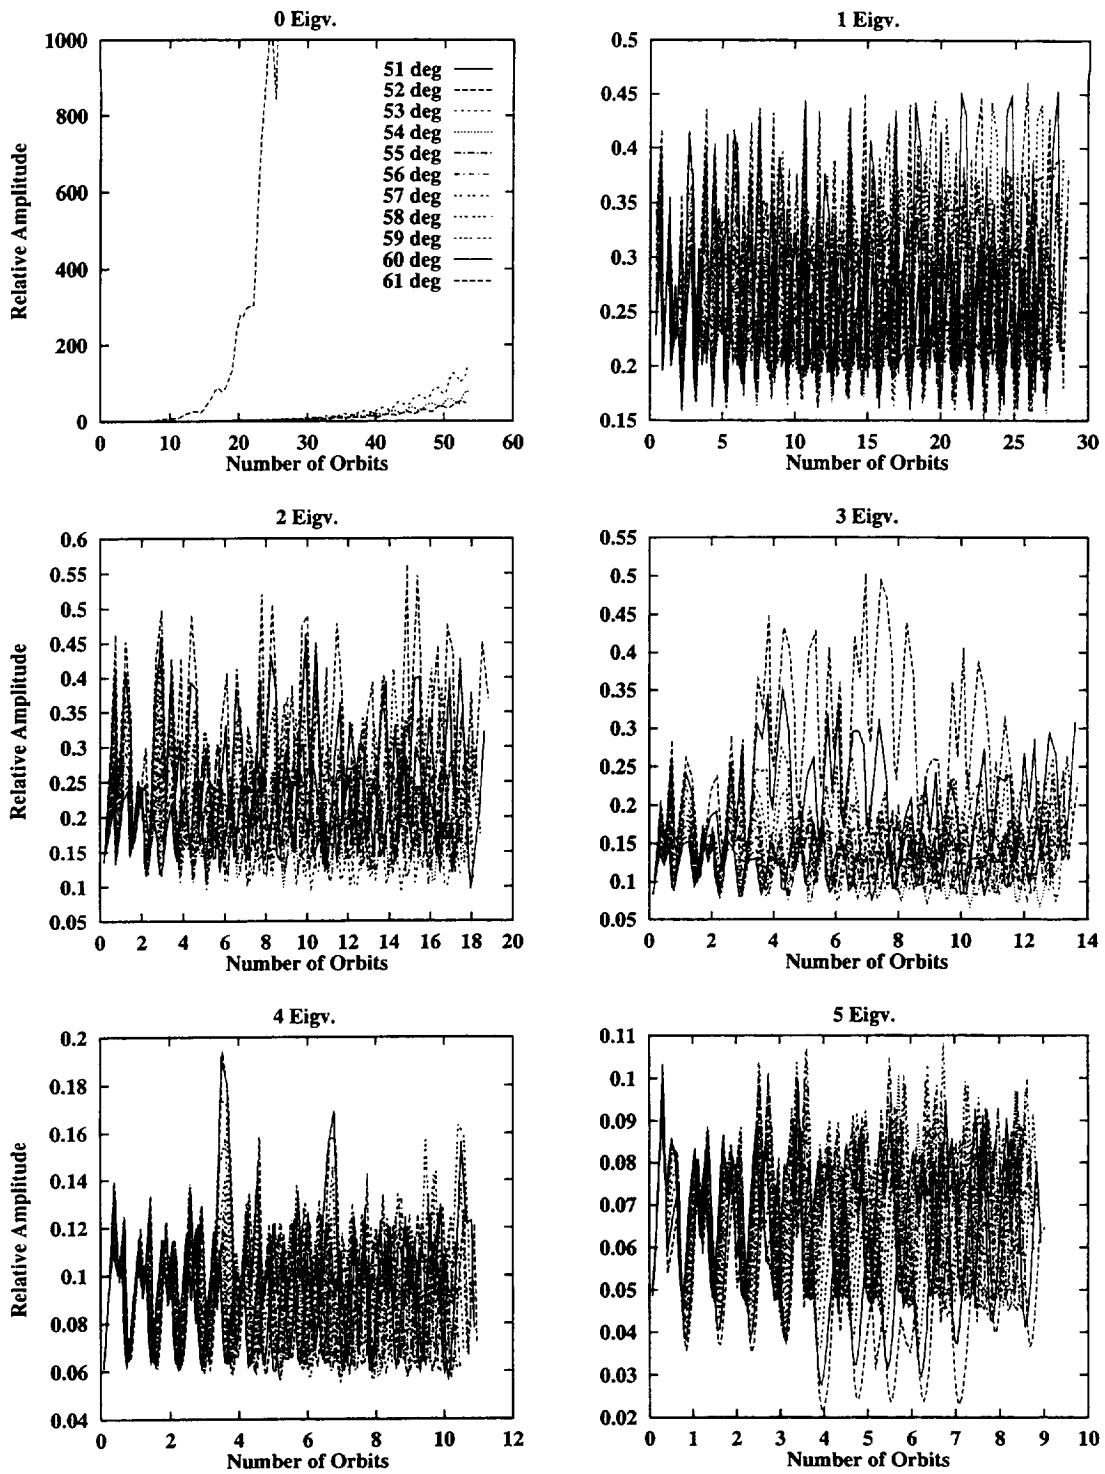 0 Eigv.
1000
800
600
400
200
0
Relative Amplitude
51 deg
52 deg
53 deg
54 deg
55 deg
56 deg
57 deg
58 deg
59 deg
60 deg
61 deg
0 10 20 30 40 50 60
Number of Orbits
1 Eigv.
0.5
0.45
0.4
0.35
0.3
0.25
0.2
0.15
0 5 10 15 20 25 30
Number of Orbits
2 Eigv.
0.6
0.55
0.5
0.45
0.4
0.35
0.3
0.25
0.2
0.15
0.1
0.05
Relative Amplitude
0 2 4 6 8 10 12 14 16 18 20
Number of Orbits
3 Eigv.
0.55
0.5
0.45
0.4
0.35
0.3
0.25
0.2
0.15
0.1
0.05
0 2 4 6 8 10 12 14
Number of Orbits
4 Eigv.
0.2
0.18
0.16
0.14
0.12
0.1
0.08
0.06
0.04
Relative Amplitude
0 2 4 6 8 10 12
Number of Orbits
5 Eigv.
0.11
0.1
0.09
0.08
0.07
0.06
0.05
0.04
0.03
0.02
0 1 2 3 4 5 6 7 8 9 10
Number of Orbits